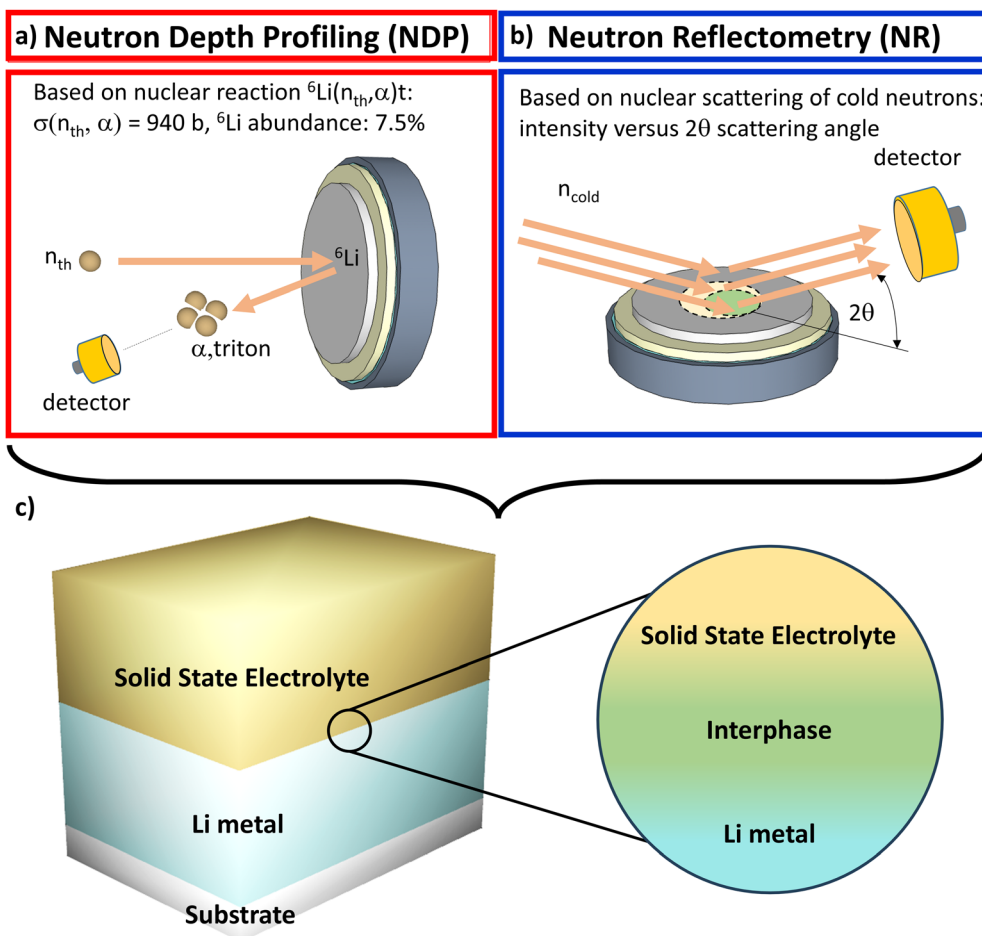 a) Neutron Depth Profiling (NDP)
b) Neutron Reflectometry (NR)
Based on nuclear reaction ⁶Li(nₜₕ,α)t:
σ(nₜₕ, α) = 940 b, ⁶Li abundance: 7.5%
nₜₕ
⁶Li
α,triton
detector
Based on nuclear scattering of cold neutrons:
intensity versus 2θ scattering angle
detector
n_cold
2θ
c)
Solid State Electrolyte
Li metal
Substrate
Solid State Electrolyte
Interphase
Li metal